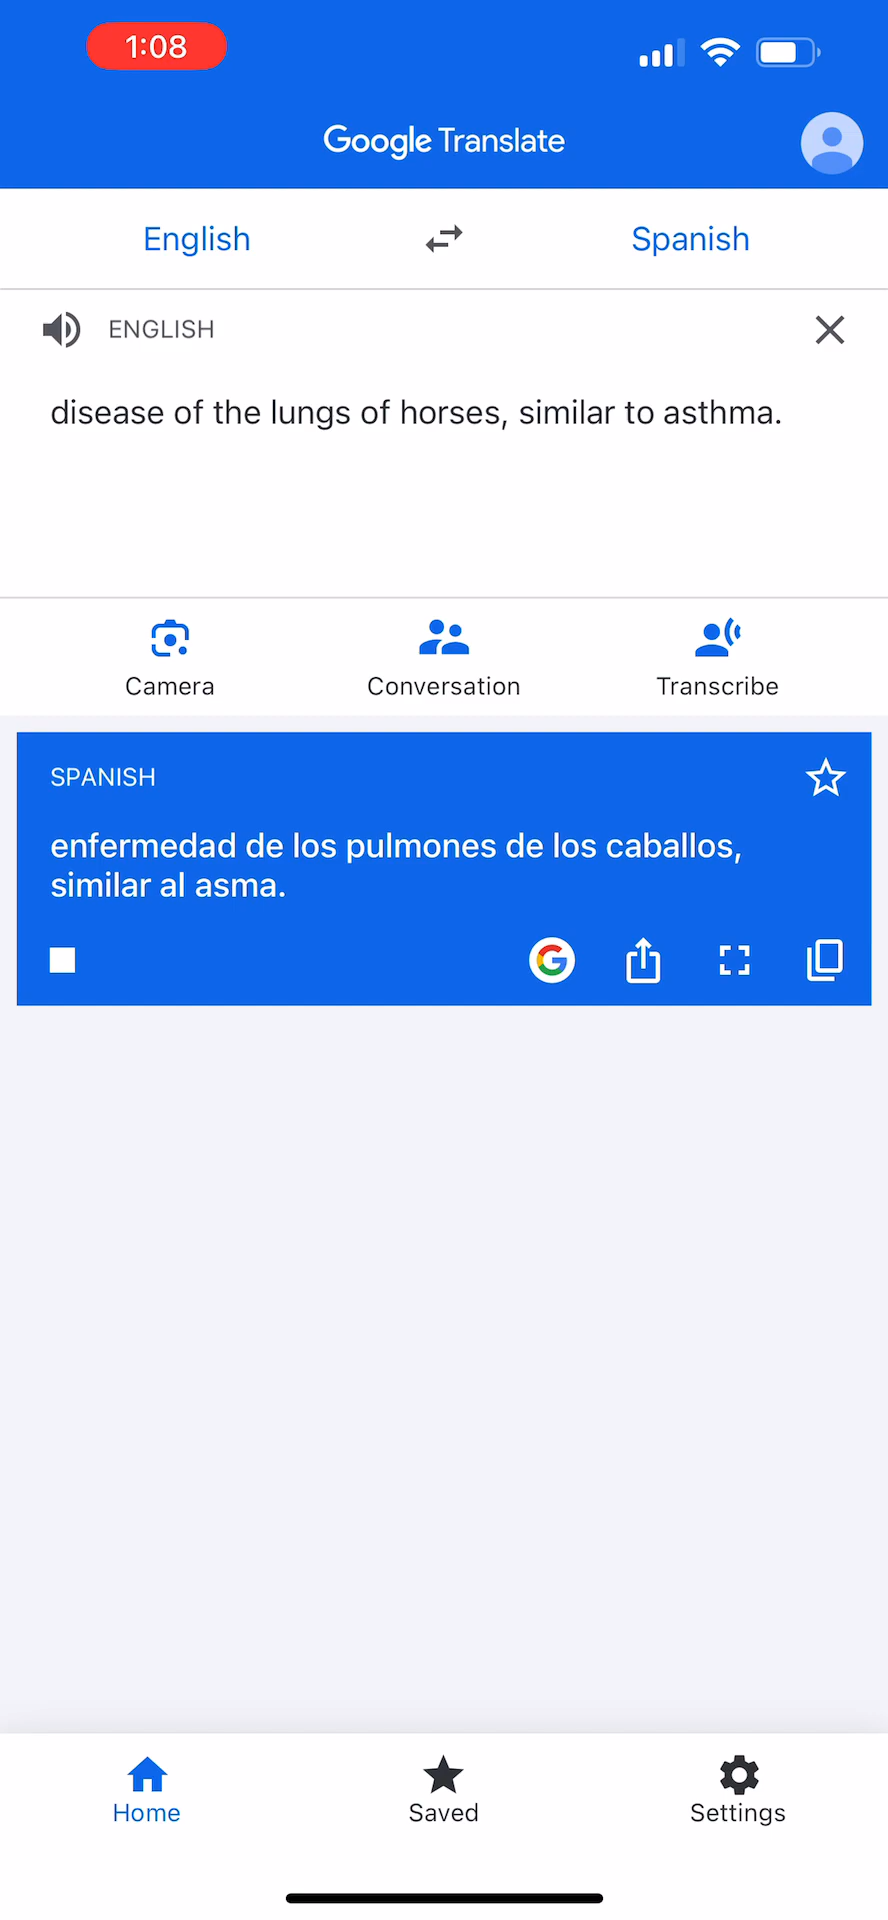 1:08
Google Translate
English
Spanish
ENGLISH
disease of the lungs of horses, similar to asthma.
Camera
Conversation
Transcribe
SPANISH
enfermedad de los pulmones de los caballos,
similar al asma.
G
Home
Saved
Settings